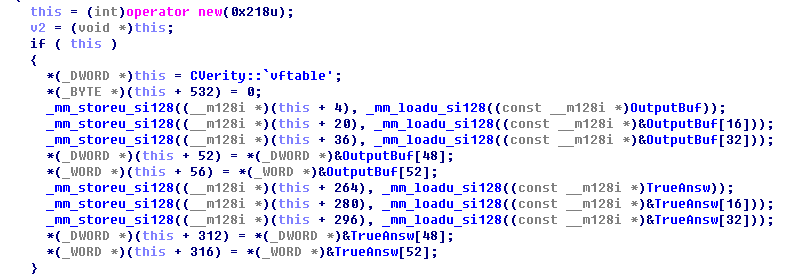 this = (int)operator new(0x218u);
v2 = (void *)this;
if ( this )
{
*(_DWORD *)this = CVerity::`vftable';
*(_BYTE *)(this + 532) = 0;
_mm_storeu_si128((__m128i *)(this + 4), _mm_loadu_si128((const __m128i *)OutputBuf));
_mm_storeu_si128((__m128i *)(this + 20), _mm_loadu_si128((const __m128i *)&OutputBuf[16]));
_mm_storeu_si128((__m128i *)(this + 36), _mm_loadu_si128((const __m128i *)&OutputBuf[32]));
*(_DWORD *)(this + 52) = *(_DWORD *)&OutputBuf[48];
*(_WORD *)(this + 56) = *(_WORD *)&OutputBuf[52];
_mm_storeu_si128((__m128i *)(this + 264), _mm_loadu_si128((const __m128i *)TrueAnsw));
_mm_storeu_si128((__m128i *)(this + 280), _mm_loadu_si128((const __m128i *)&TrueAnsw[16]));
_mm_storeu_si128((__m128i *)(this + 296), _mm_loadu_si128((const __m128i *)&TrueAnsw[32]));
*(_DWORD *)(this + 312) = *(_DWORD *)&TrueAnsw[48];
*(_WORD *)(this + 316) = *(_WORD *)&TrueAnsw[52];
}